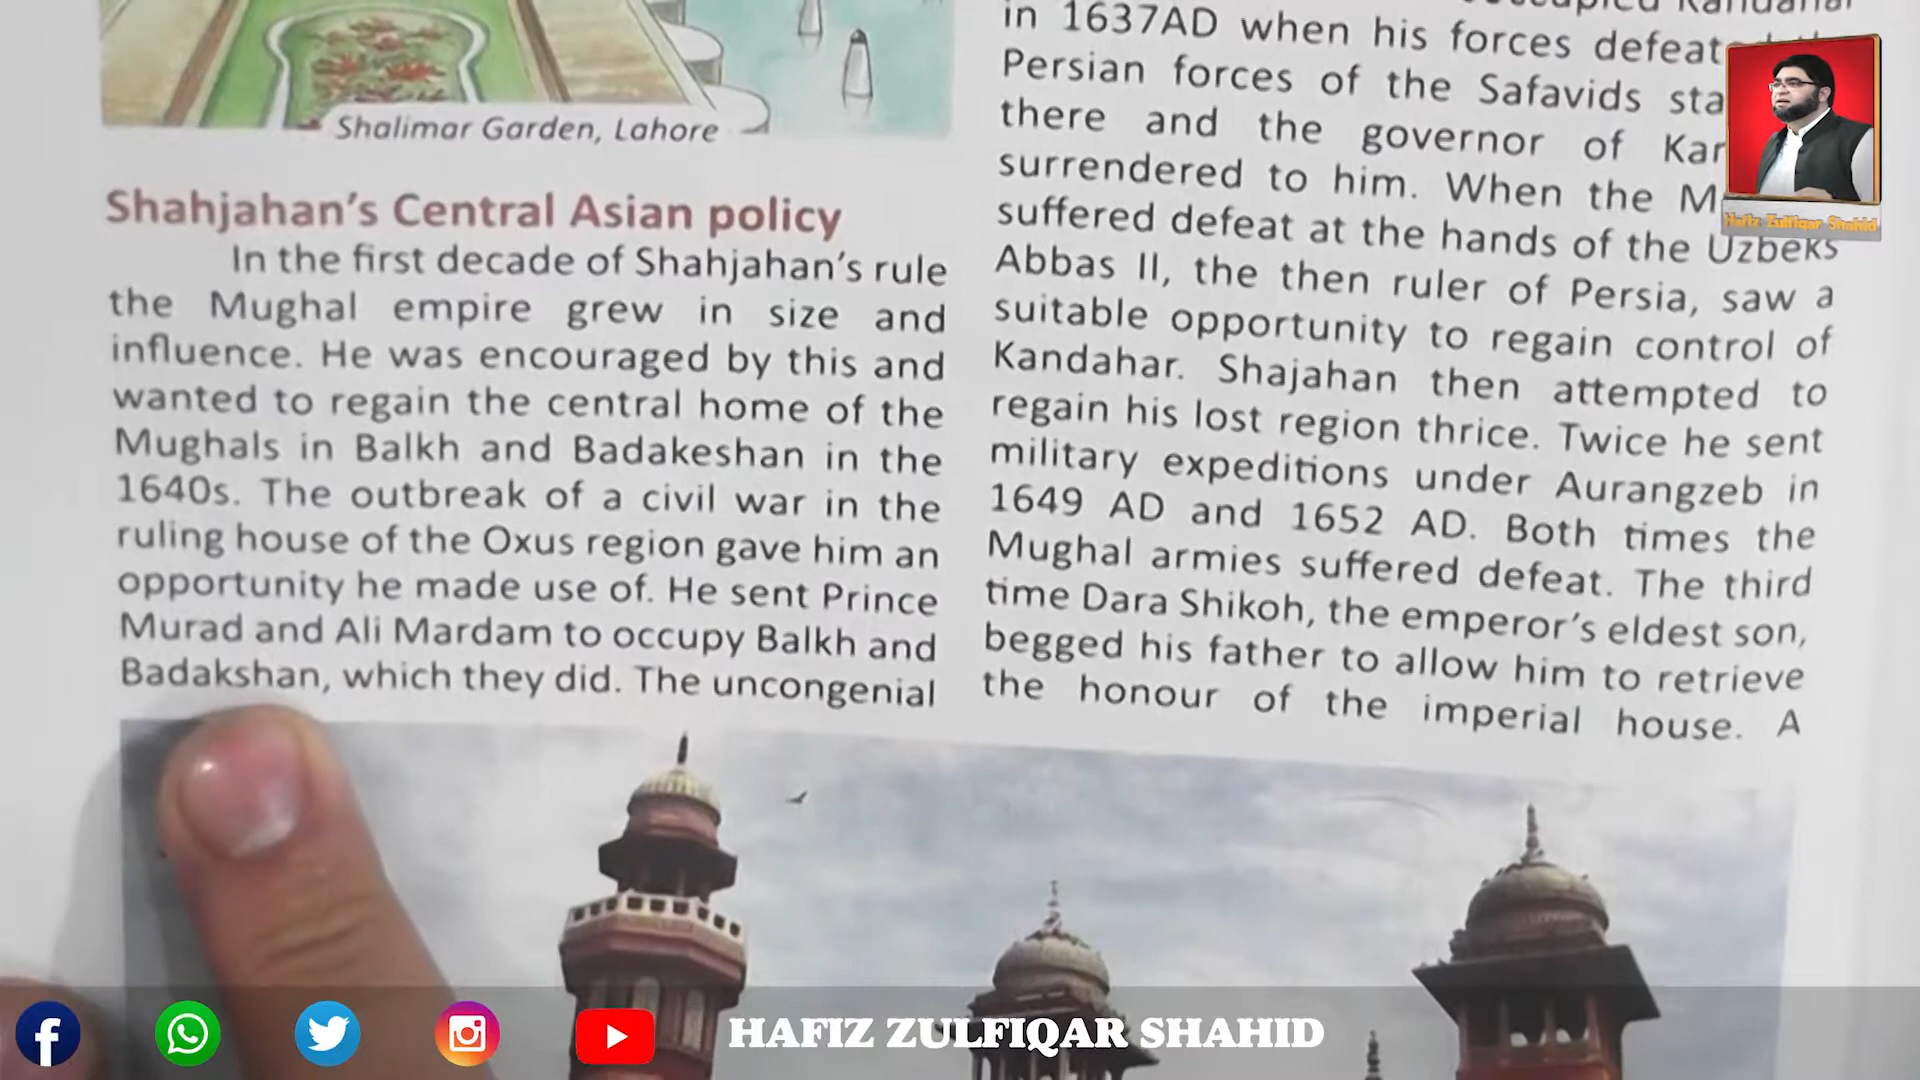 Shalimar Garden, Lahore
Shahjahan's Central Asian policy
In the first decade of Shahjahan's rule
the Mughal empire grew in size and
influence. He was encouraged by this and
wanted to regain the central home of the
Mughals in Balkh and Badakeshan in the
1640s. The outbreak of a civil war in the
ruling house of the Oxus region gave him an
opportunity he made use of. He sent Prince
Murad and Ali Mardam to occupy Balkh and
Badakshan, which they did. The uncongenial
Kandahar
in 1637AD when his forces
Persian forces of the Safavids
there and the governor of
surrendered to him. When the
suffered defeat at the hands of the Uzbeks
Abbas II, the then ruler of Persia, saw a
suitable opportunity to regain control of
Kandahar. Shajahan then attempted to
regain his lost region thrice. Twice he sent
military expeditions under Aurangzeb in
1649 AD and 1652 AD. Both times the
Mughal armies suffered defeat. The third
time Dara Shikoh, the emperor's eldest son,
begged his father to allow him to retrieve
the honour of the imperial house. A
Hafiz Zulfiqar Shahid
HAFIZ ZULFIQAR SHAHID